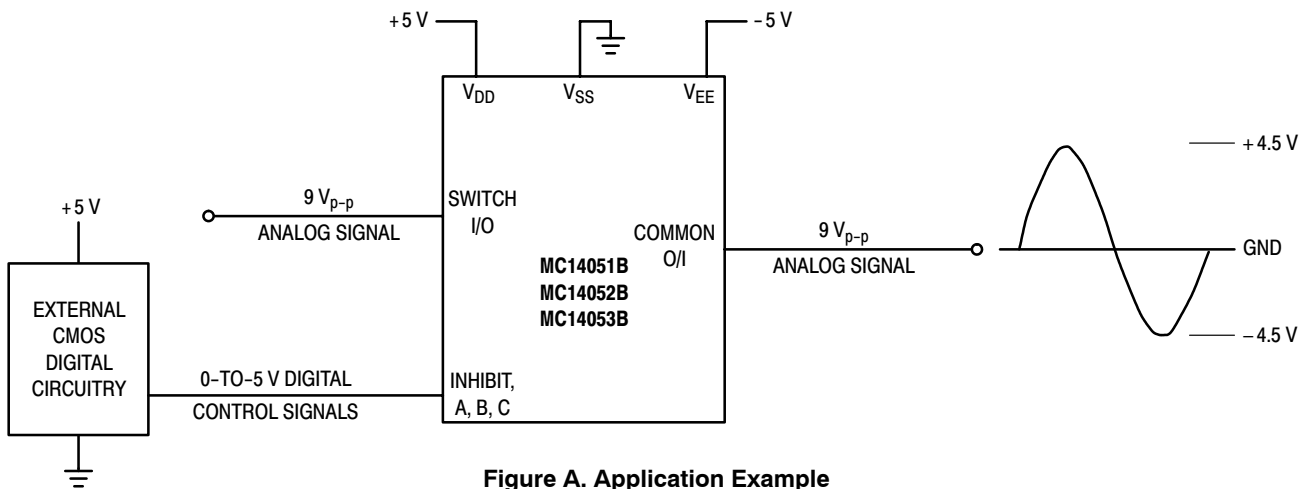 +5 V
−5 V
VDD
VSS
VEE
+4.5 V
9 Vp−p
SWITCH
I/O
ANALOG SIGNAL
+5 V
COMMON
O/I
9 Vp−p
ANALOG SIGNAL
GND
MC14051B
MC14052B
MC14053B
EXTERNAL
CMOS
DIGITAL
CIRCUITRY
−4.5 V
0−TO−5 V DIGITAL
CONTROL SIGNALS
INHIBIT,
A, B, C
Figure A. Application Example